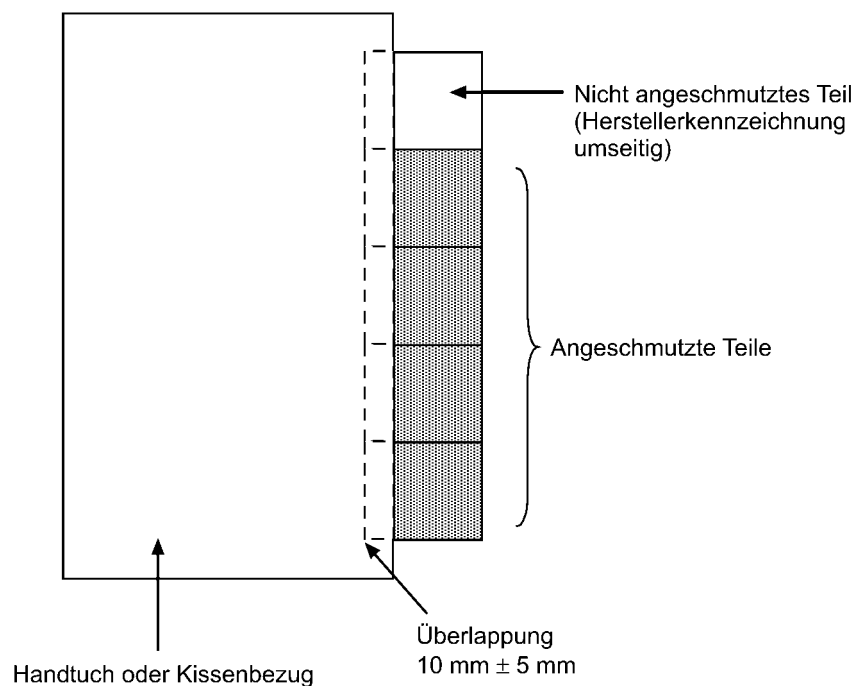 Nicht angeschmutztes Teil
(Herstellerkennzeichnung
umseitig)
Angeschmutzte Teile
Überlappung
10 mm ± 5 mm
Handtuch oder Kissenbezug